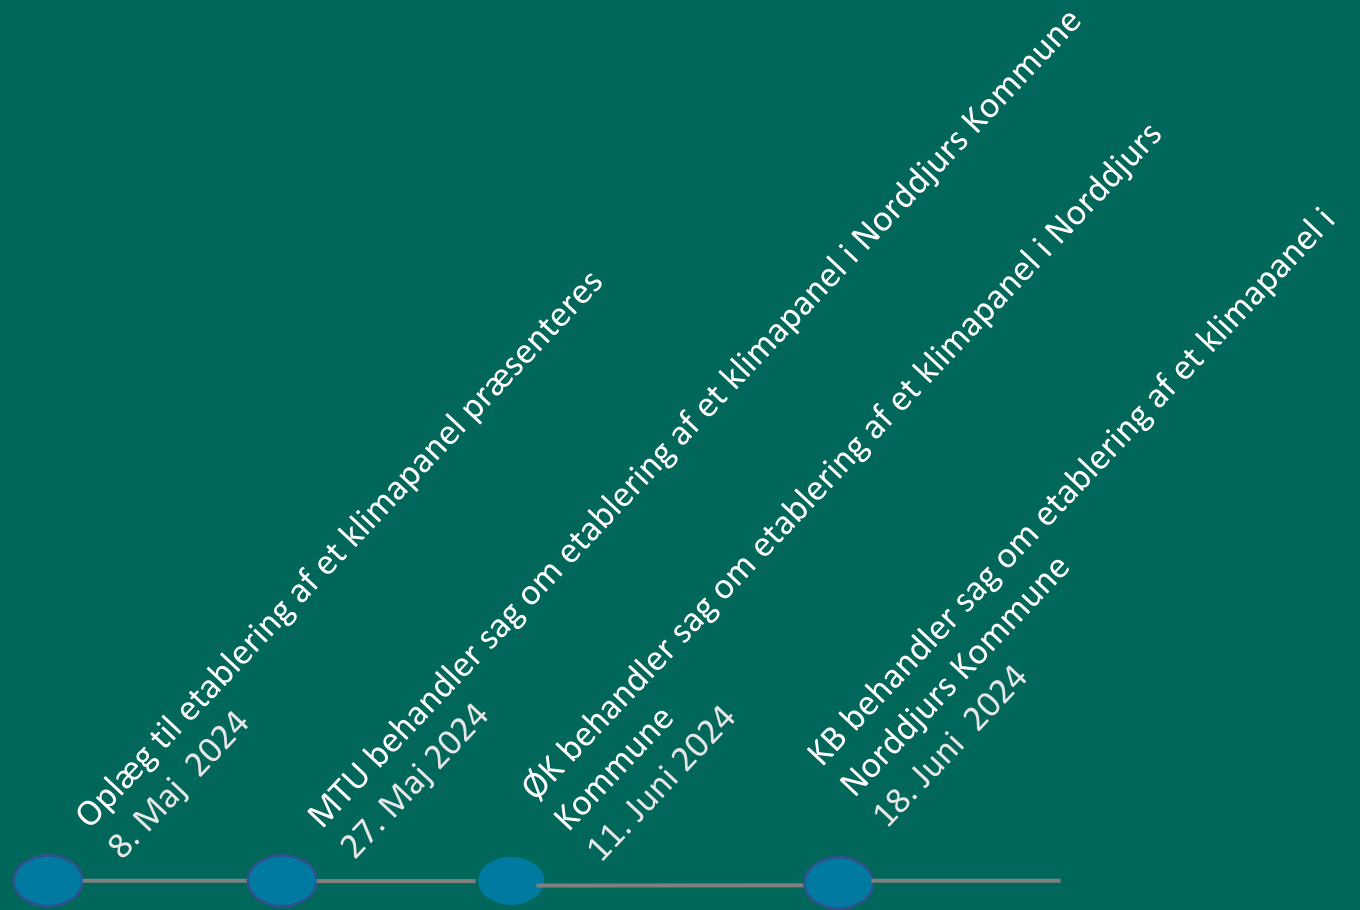 Oplæg til etablering af et klimapanel præsenteres
8. Maj 2024
MTU behandler sag om etablering af et klimapanel i Norddjurs Kommune
27. Maj 2024
ØK behandler sag om etablering af et klimapanel i Norddjurs
Kommune
11. Juni 2024
KB behandler sag om etablering af et klimapanel i
Norddjurs Kommune
18. Juni 2024